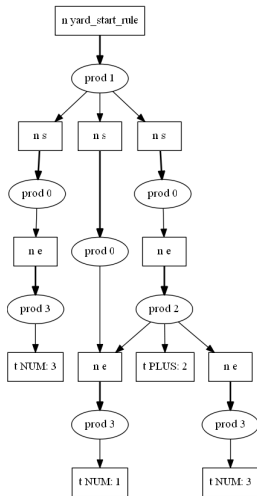 n yard_start_rule
prod 1
n s
n s
n s
prod 0
prod 0
n e
prod 0
n e
prod 3
prod 2
t NUM: 3
n e
t PLUS: 2
n e
prod 3
prod 3
t NUM: 1
t NUM: 3